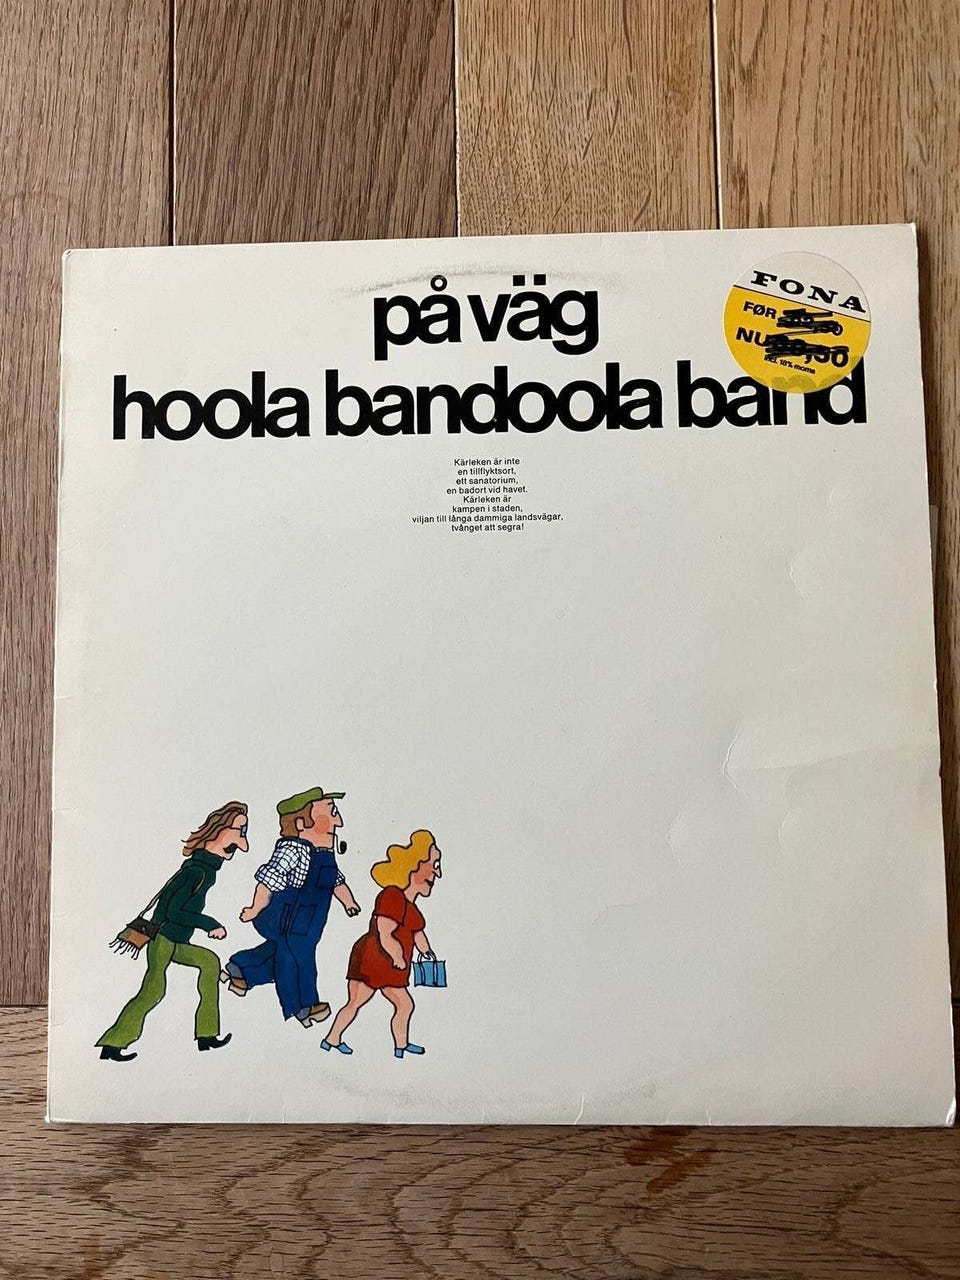 på väg
hoola bandoola band
FONA
FØR
NU
incl. 15% moms
Kärleken är inte
en tillflyktsort,
ett sanatorium,
en badort vid havet.
Kärleken är
kampen i staden,
viljan till långa dammiga landsvägar,
tvånget att segra!